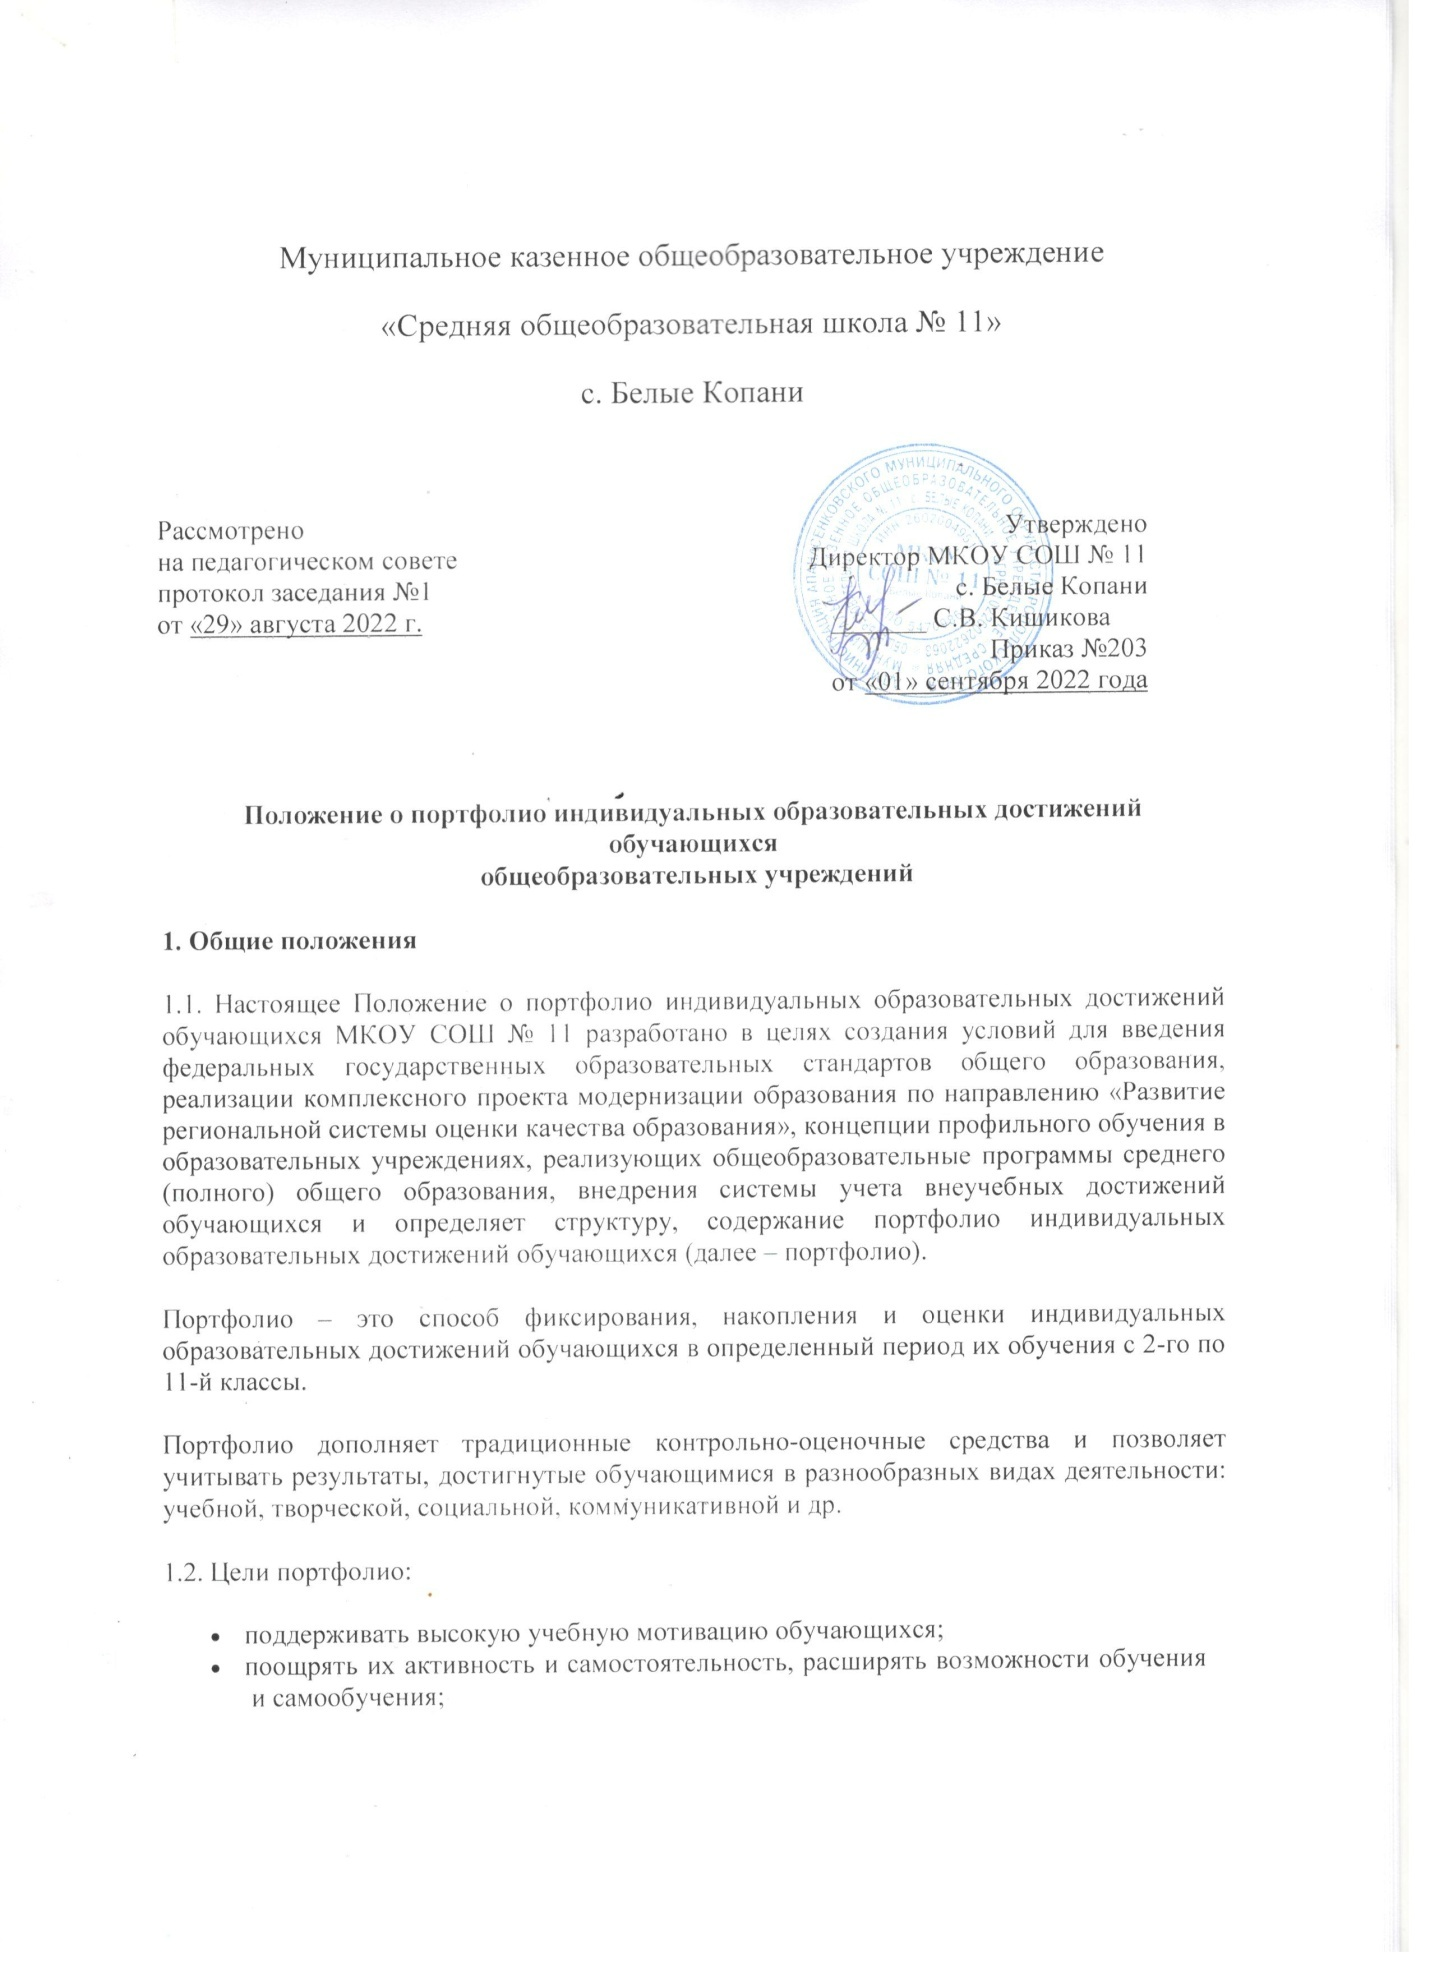 Муниципальное казенное общеобразовательное учреждение
«Средняя общеобразовательная школа № 11»
с. Белые Копани
Рассмотрено
на педагогическом совете
протокол заседания №1
от «29» августа 2022 г.
Утверждено
Директор МКОУ СОШ № 11
с. Белые Копани
С.В. Кишикова
Приказ №203
от «01» сентября 2022 года
СОШ № 11
Положение о портфолио индивидуальных образовательных достижений
обучающихся
общеобразовательных учреждений
1. Общие положения
1.1. Настоящее Положение о портфолио индивидуальных образовательных достижений
обучающихся МКОУ СОШ № 11 разработано в целях создания условий для введения
федеральных государственных образовательных стандартов общего образования,
реализации комплексного проекта модернизации образования по направлению «Развитие
региональной системы оценки качества образования», концепции профильного обучения в
образовательных учреждениях, реализующих общеобразовательные программы среднего
(полного) общего образования, внедрения системы учета внеучебных достижений
обучающихся и определяет структуру, содержание портфолио индивидуальных
образовательных достижений обучающихся (далее – портфолио).
Портфолио – это способ фиксирования, накопления и оценки индивидуальных
образовательных достижений обучающихся в определенный период их обучения с 2-го по
11-й классы.
Портфолио дополняет традиционные контрольно-оценочные средства и позволяет
учитывать результаты, достигнутые обучающимися в разнообразных видах деятельности:
учебной, творческой, социальной, коммуникативной и др.
1.2. Цели портфолио:
• поддерживать высокую учебную мотивацию обучающихся;
• поощрять их активность и самостоятельность, расширять возможности обучения
и самообучения;